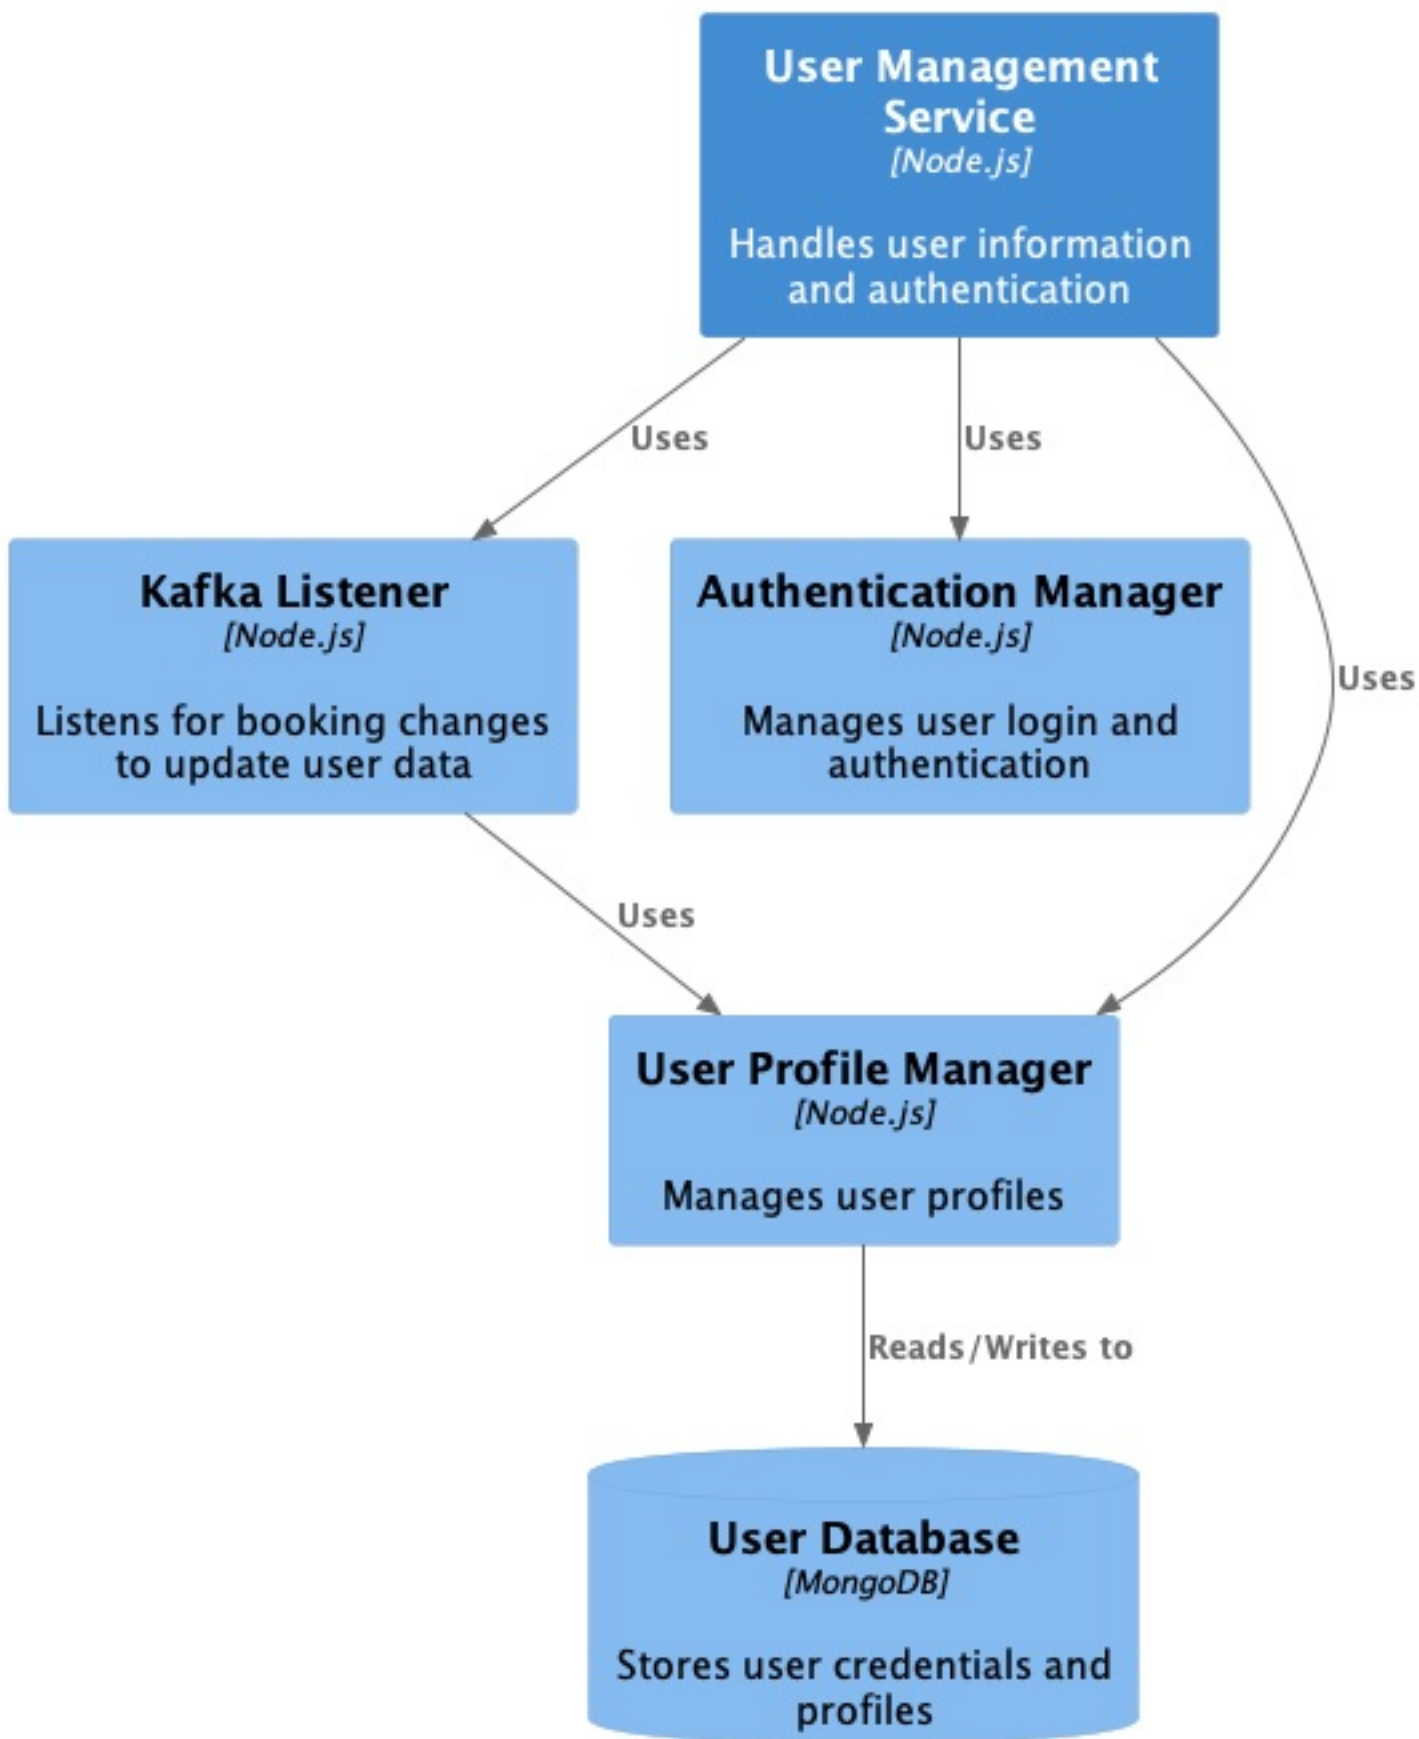 User Management
Service
[Node.js]
Handles user information
and authentication
Uses
Uses
Uses
Kafka Listener
[Node.js]
Listens for booking changes
to update user data
Authentication Manager
[Node.js]
Manages user login and
authentication
Uses
User Profile Manager
[Node.js]
Manages user profiles
Reads/Writes to
User Database
[MongoDB]
Stores user credentials and
profiles